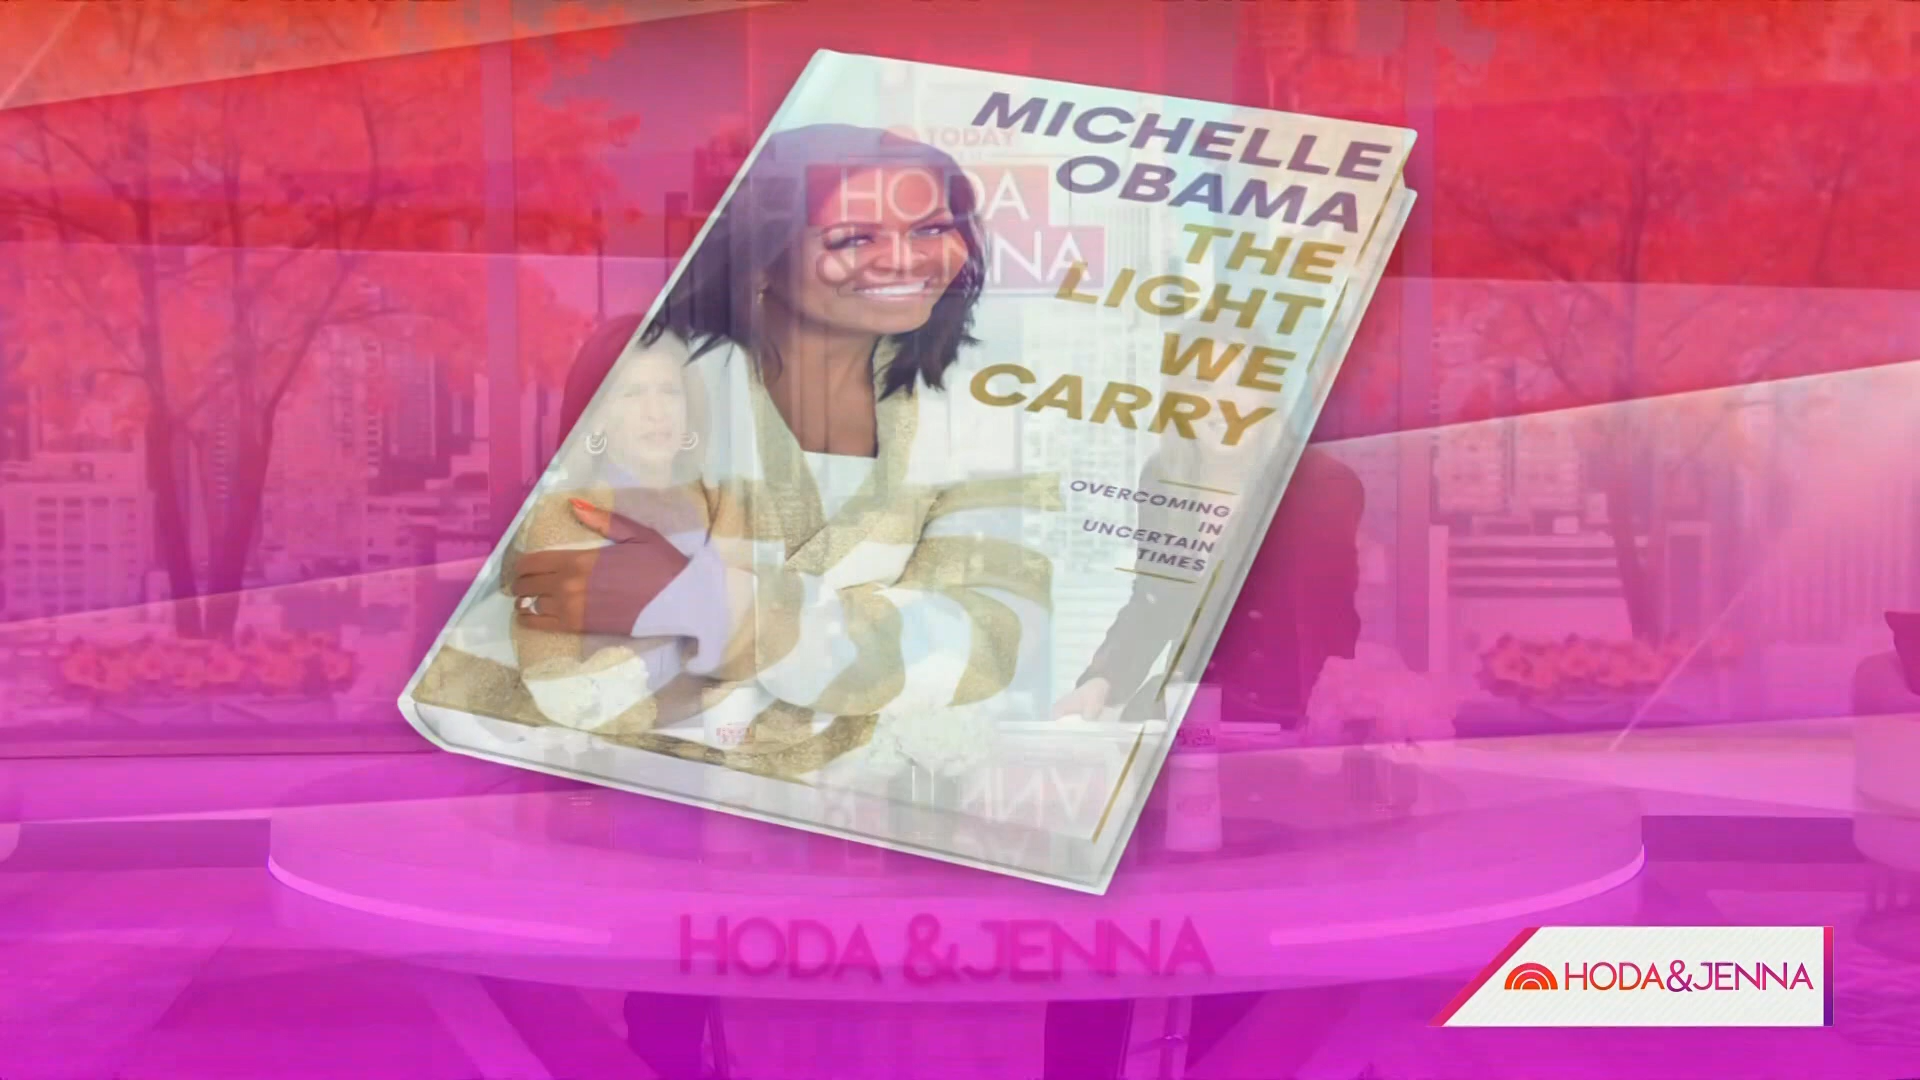 MICHELLE
OBAMA
THE
LIGHT
WE
CARRY
OVERCOMING
IN
UNCERTAIN
TIMES
TODAY
HODA
&JENNA
HODA &JENNA
HODA&JENNA